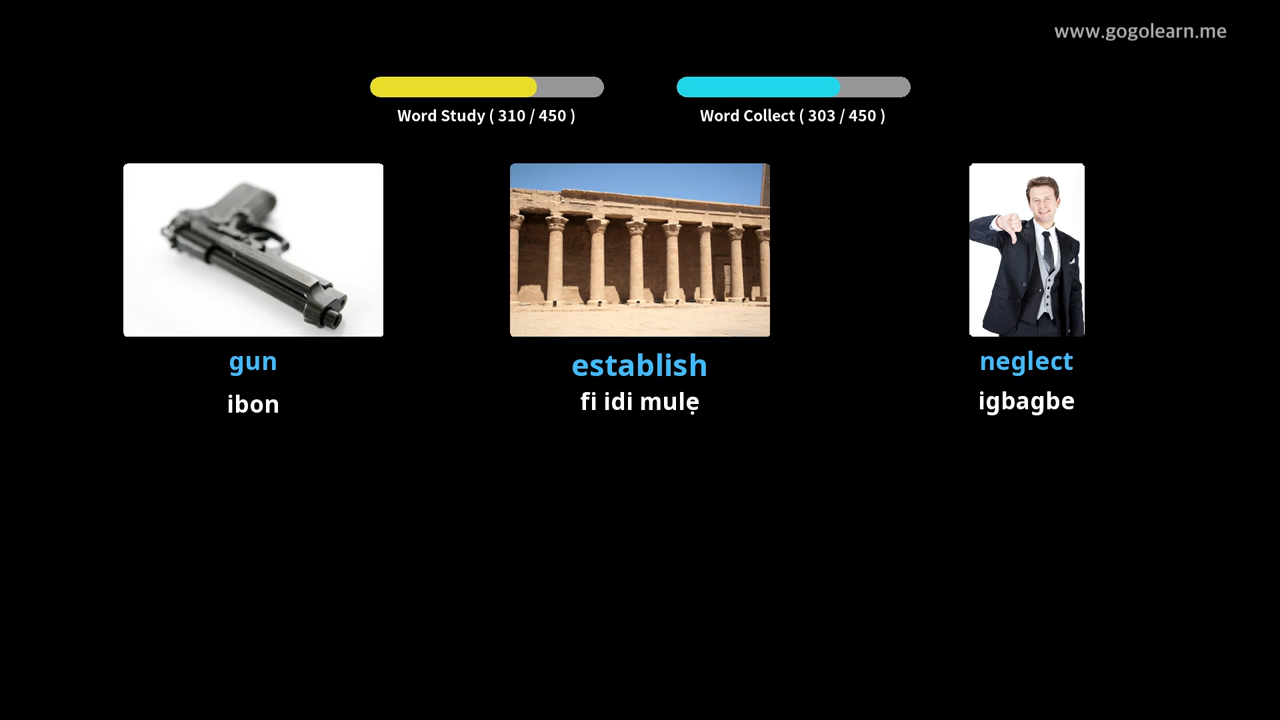 www.gogolearn.me
Word Study ( 310 / 450 )
Word Collect ( 303 / 450 )
gun
establish
neglect
ibon
fi idi mulẹ
igbagbe